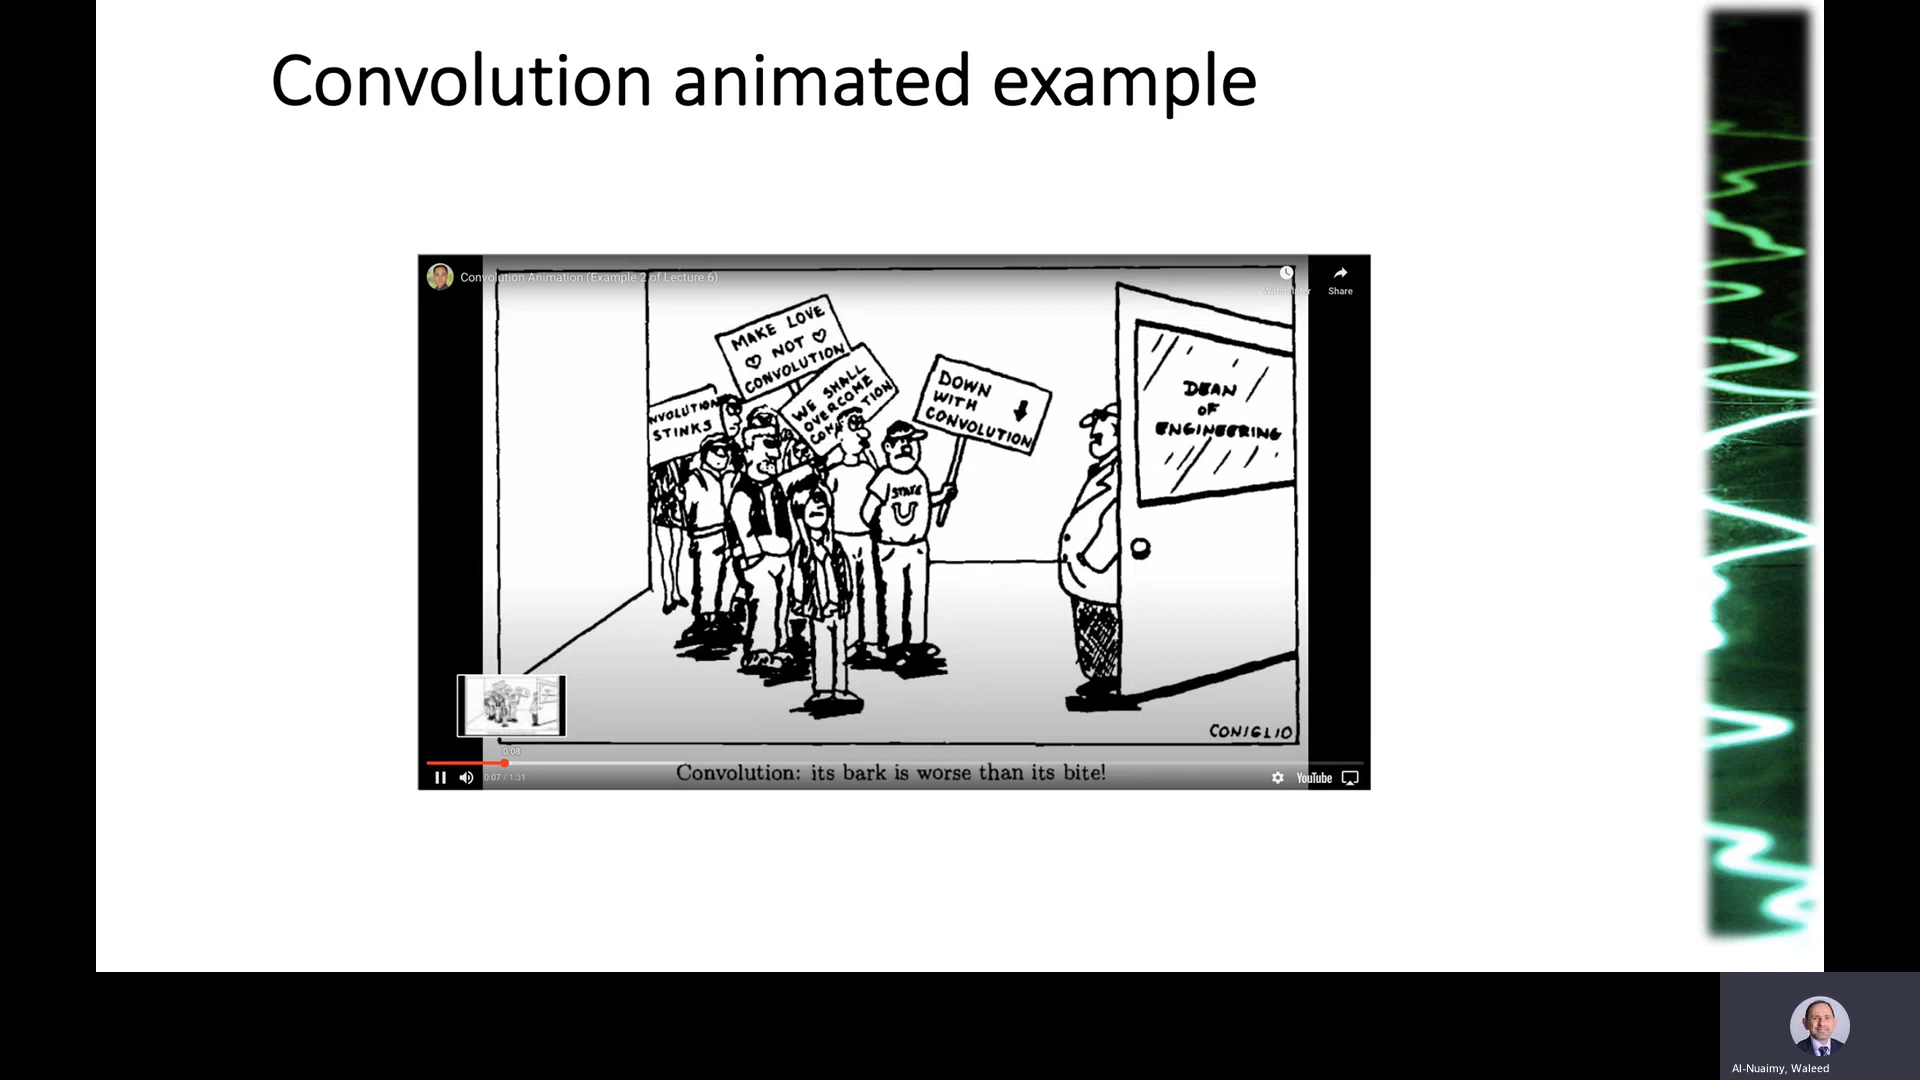 Convolution animated example
Convolution Animation (Example 2 of Lecture 6)
Share
MAKE LOVE
♡ NOT ♡
CONVOLUTION
WE SHALL
OVERCOME
NVOLUTION
STINKS
DOWN
WITH
CONVOLUTION
STATE
U
DEAN
OF
ENGINEERING
CONIGLIO
0:08
0:07 / 1:31
Convolution: its bark is worse than its bite!
YouTube
Al-Nuaimy, Waleed